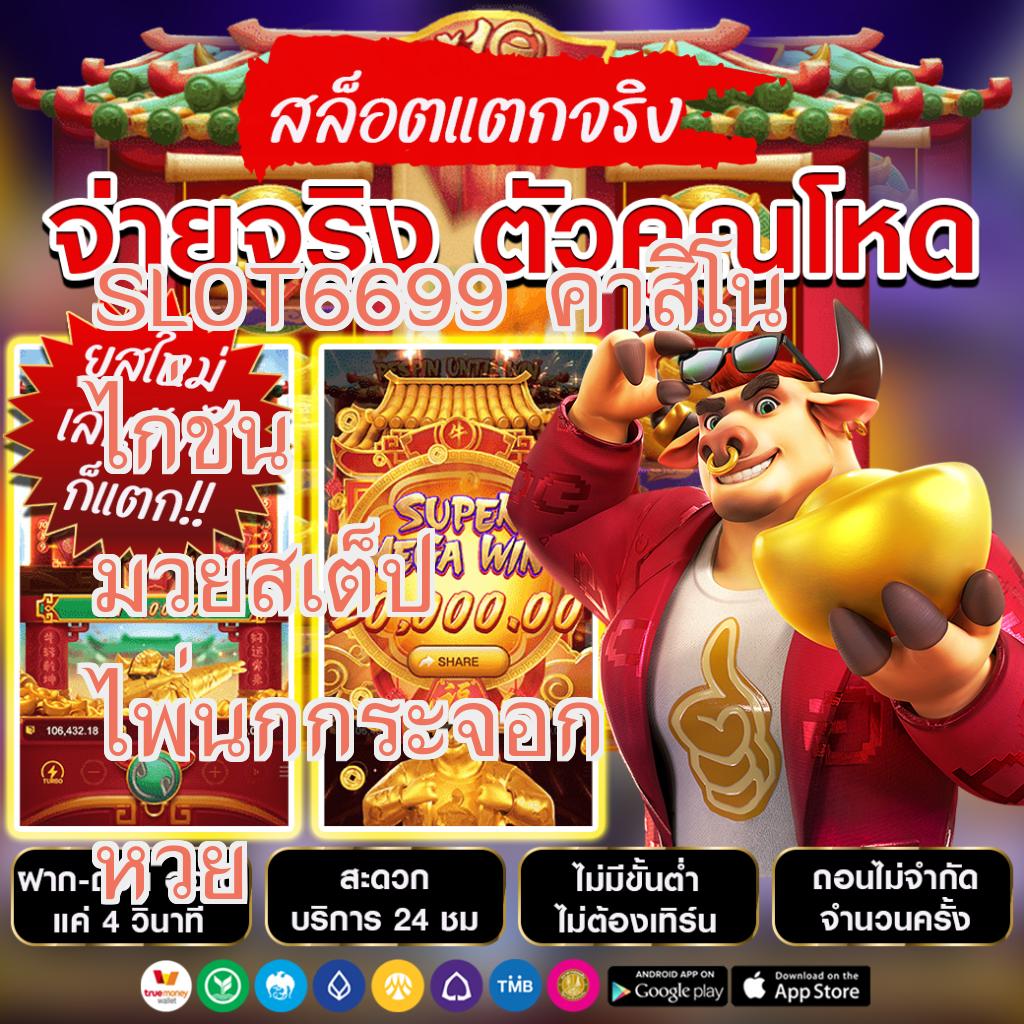 สล็อตแตกจริง
จ่ายจริง ตัวคูณโหด
SLOT6699 คาสิโน
ยูสใหม่
ไก่ชน
ก็แตก!!
SUPER
MEGA WIN
มวยสเต็ป
SHARE
ไพ่นกกระจอก
106,432.18
TURBO
หวย
แค่ 4 วินาที
สะดวก
บริการ 24 ชม
ไม่มีขั้นต่ำ
ไม่ต้องเทิร์น
ถอนไม่จำกัด
จำนวนครั้ง
truemoney
wallet
TMB
ANDROID APP ON
Google play
Download on the
App Store